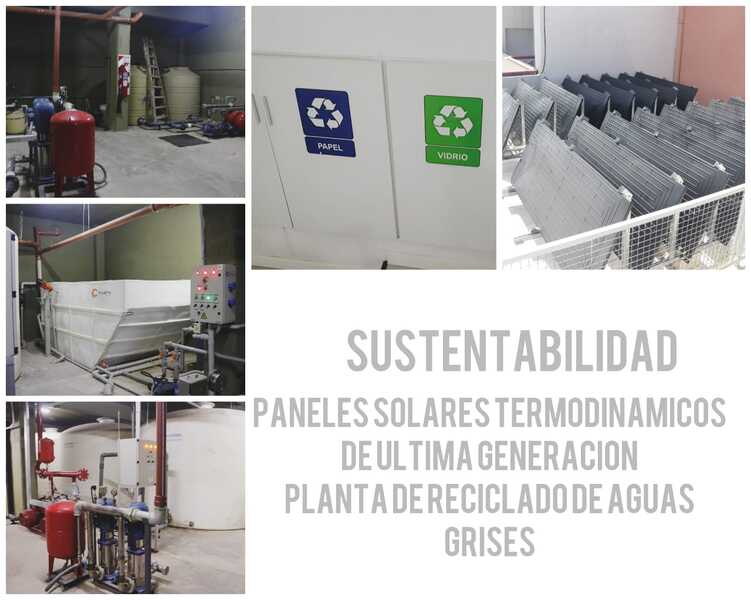 PAPEL
VIDRIO
SUSTENTABILIDAD
PANELES SOLARES TERMODINAMICOS
DE ULTIMA GENERACION
PLANTA DE RECICLADO DE AGUAS
GRISES